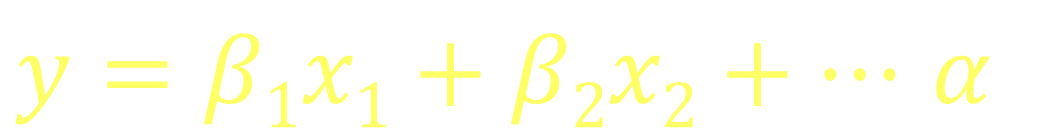 𝑦 = 𝛽₁𝑥₁ + 𝛽₂𝑥₂ + ⋯ 𝛼